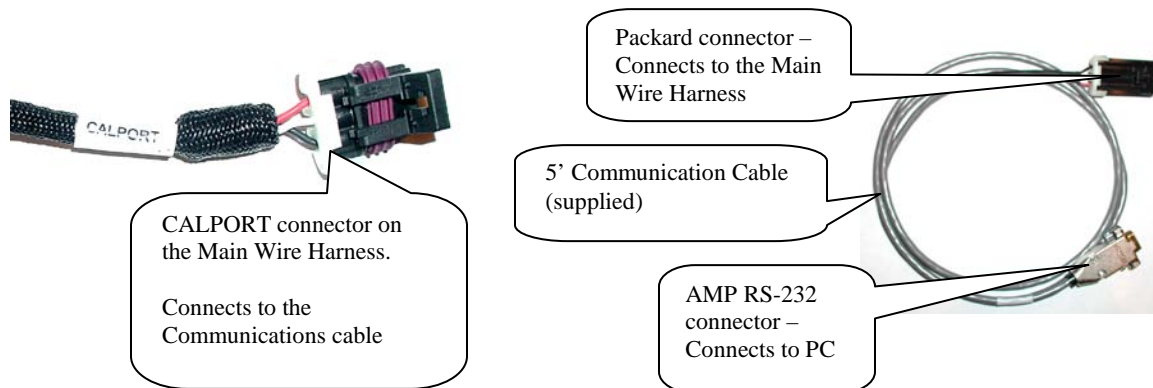 CALPORT
CALPORT connector on
the Main Wire Harness.
Connects to the
Communications cable
Packard connector –
Connects to the Main
Wire Harness
5’ Communication Cable
(supplied)
AMP RS-232
connector –
Connects to PC